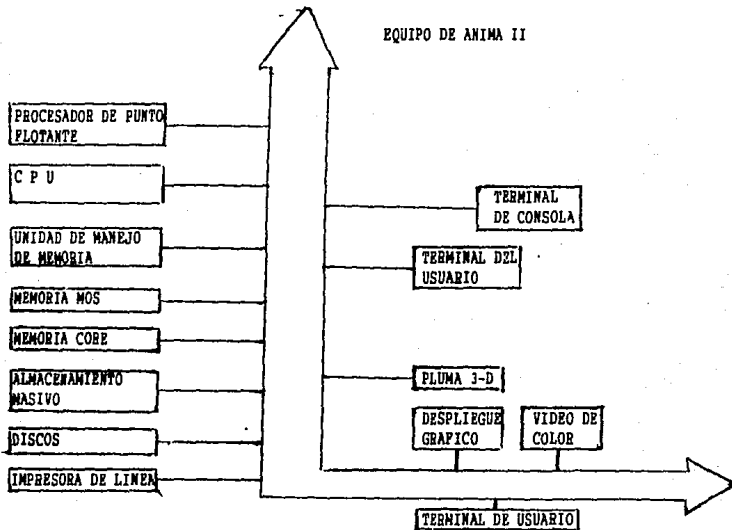 EQUIPO DE ANIMA II
PROCESADOR DE PUNTO
FLOTANTE
C P U
UNIDAD DE MANEJO
DE MEMORIA
MEMORIA MOS
MEMORIA CORE
ALMACENAMIENTO
MASIVO
DISCOS
IMPRESORA DE LINEA
TERMINAL
DE CONSOLA
TERMINAL DEL
USUARIO
PLUMA 3-D
DESPLIEGUE
GRAFICO
VIDEO DE
COLOR
TERMINAL DE USUARIO